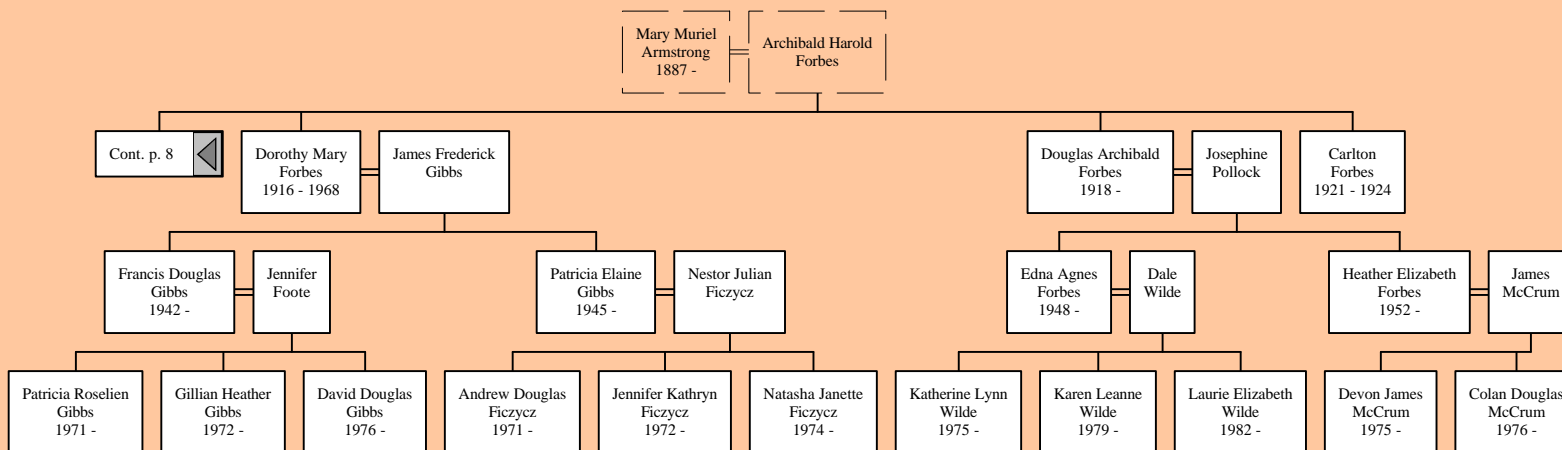 Mary Muriel
Armstrong
1887 -
Archibald Harold
Forbes
Cont. p. 8
Dorothy Mary
Forbes
1916 - 1968
James Frederick
Gibbs
Douglas Archibald
Forbes
1918 -
Josephine
Pollock
Carlton
Forbes
1921 - 1924
Francis Douglas
Gibbs
1942 -
Jennifer
Foote
Patricia Elaine
Gibbs
1945 -
Nestor Julian
Ficzycz
Edna Agnes
Forbes
1948 -
Dale
Wilde
Heather Elizabeth
Forbes
1952 -
James
McCrum
Patricia Roselien
Gibbs
1971 -
Gillian Heather
Gibbs
1972 -
David Douglas
Gibbs
1976 -
Andrew Douglas
Ficzycz
1971 -
Jennifer Kathryn
Ficzycz
1972 -
Natasha Janette
Ficzycz
1974 -
Katherine Lynn
Wilde
1975 -
Karen Leanne
Wilde
1979 -
Laurie Elizabeth
Wilde
1982 -
Devon James
McCrum
1975 -
Colan Douglas
McCrum
1976 -